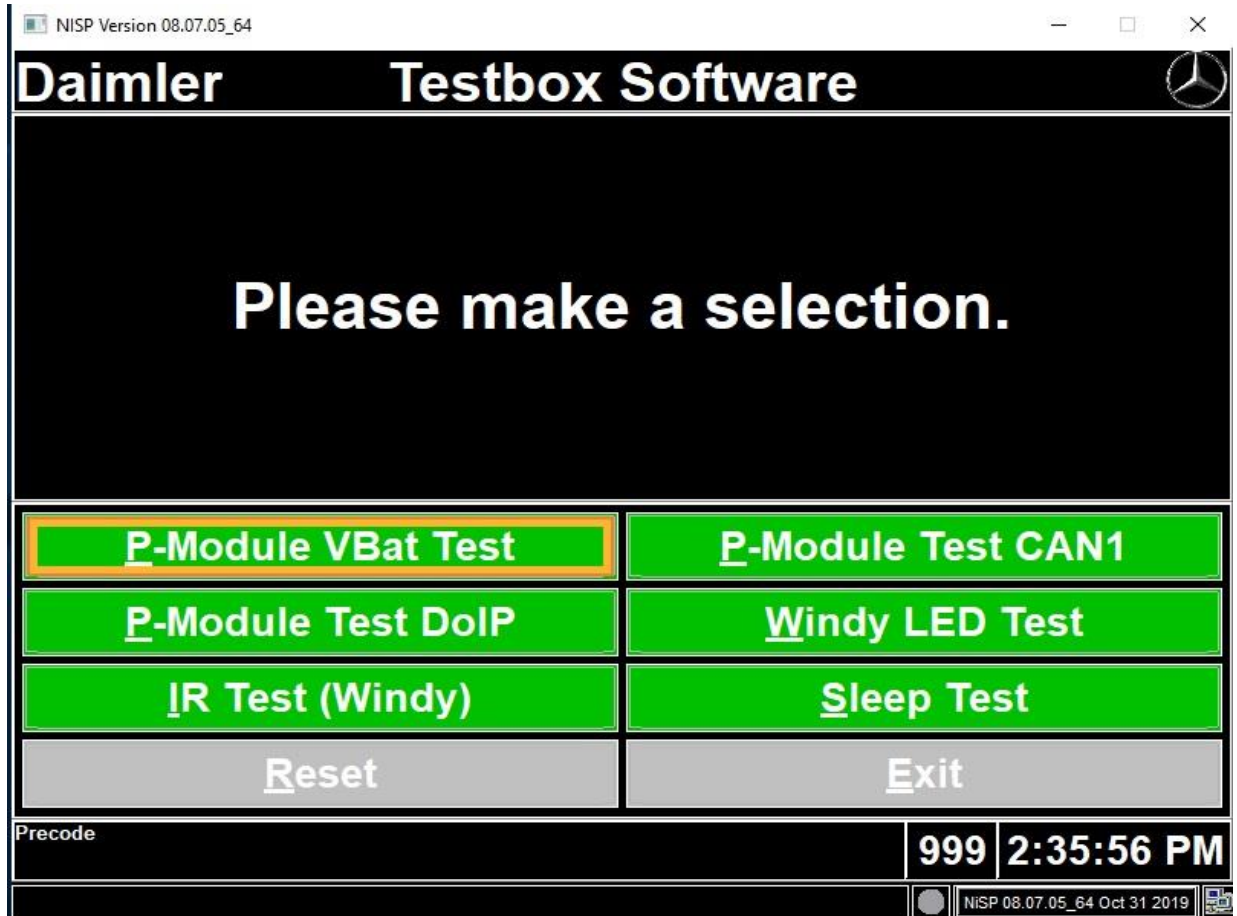 NISP Version 08.07.05_64
Daimler Testbox Software
Please make a selection.
P-Module VBat Test P-Module Test CAN1
P-Module Test DoIP Windy LED Test
IR Test (Windy) Sleep Test
Reset Exit
Precode 999 2:35:56 PM
NiSP 08.07.05_64 Oct 31 2019